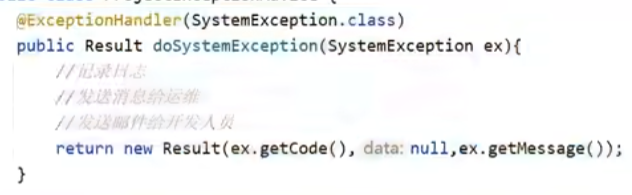 @ExceptionHandler(SystemException.class)
public Result doSystemException(SystemException ex){
//记录日志
//发送消息给运维
//发送邮件给开发人员
return new Result(ex.getCode(), data: null,ex.getMessage());
}